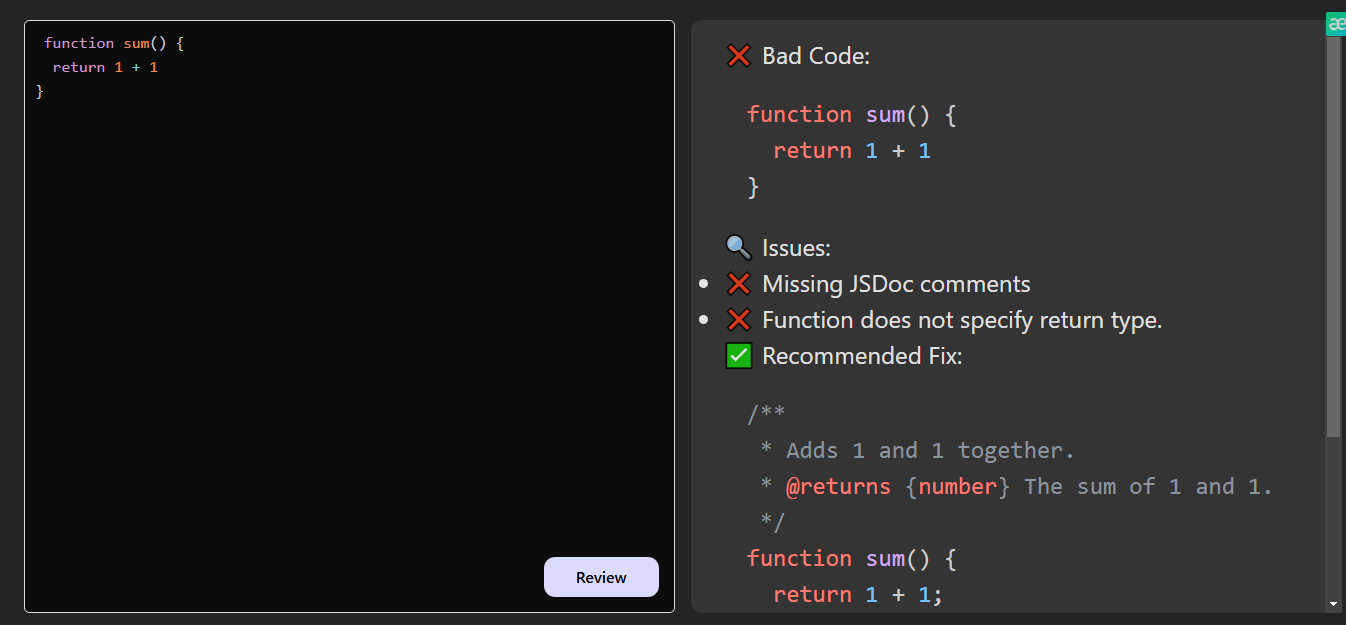 function sum() {
return 1 + 1
}
Review
❌ Bad Code:
function sum() {
return 1 + 1
}
🔍 Issues:
• ❌ Missing JSDoc comments
• ❌ Function does not specify return type.
✅ Recommended Fix:
/**
* Adds 1 and 1 together.
* @returns {number} The sum of 1 and 1.
*/
function sum() {
return 1 + 1;
æ